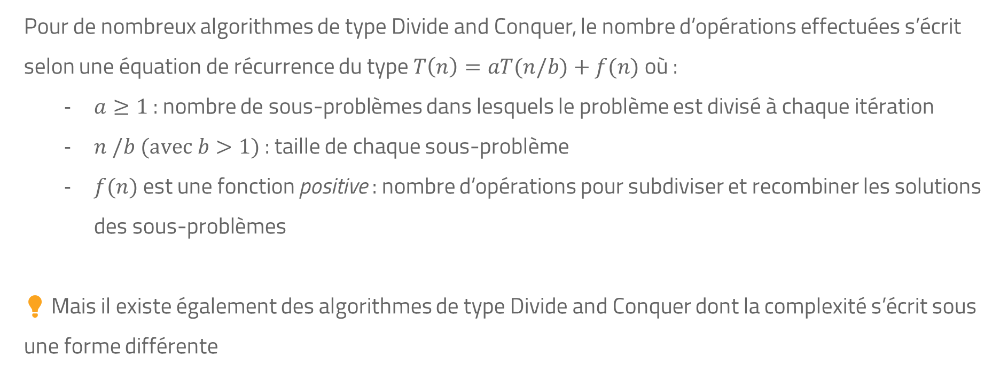 Pour de nombreux algorithmes de type Divide and Conquer, le nombre d’opérations effectuées s’écrit
selon une équation de récurrence du type T(n) = aT(n/b) + f(n) où :
- a ≥ 1 : nombre de sous-problèmes dans lesquels le problème est divisé à chaque itération
- n /b (avec b > 1) : taille de chaque sous-problème
- f(n) est une fonction positive : nombre d’opérations pour subdiviser et recombiner les solutions
des sous-problèmes
Mais il existe également des algorithmes de type Divide and Conquer dont la complexité s’écrit sous
une forme différente